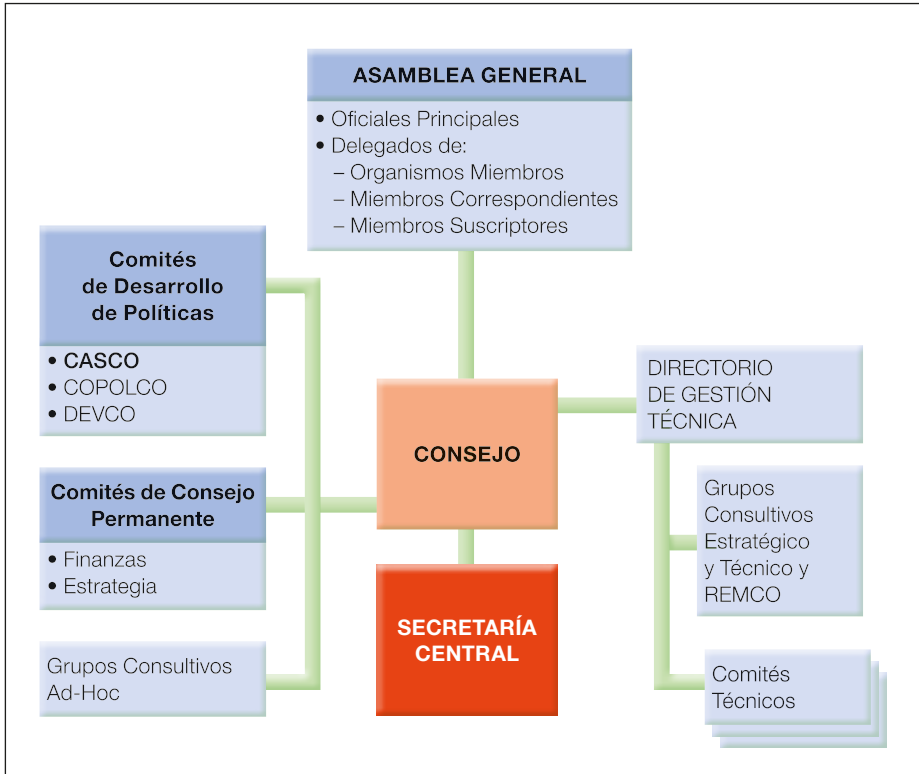 ASAMBLEA GENERAL
• Oficiales Principales
• Delegados de:
– Organismos Miembros
– Miembros Correspondientes
– Miembros Suscriptores
Comités
de Desarrollo
de Políticas
• CASCO
• COPOLCO
• DEVCO
Comités de Consejo
Permanente
• Finanzas
• Estrategia
Grupos Consultivos
Ad-Hoc
CONSEJO
SECRETARÍA
CENTRAL
DIRECTORIO
DE GESTIÓN
TÉCNICA
Grupos
Consultivos
Estratégico
y Técnico y
REMCO
Comités
Técnicos